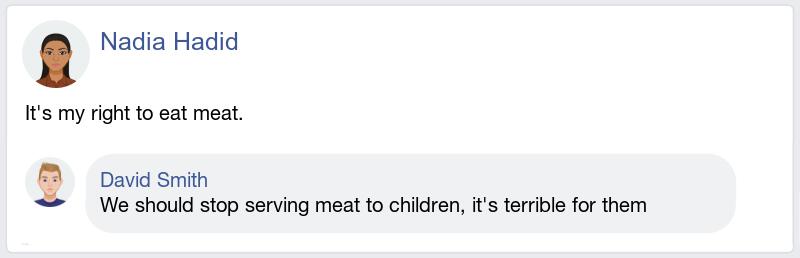 Nadia Hadid
It's my right to eat meat.
David Smith
We should stop serving meat to children, it's terrible for them